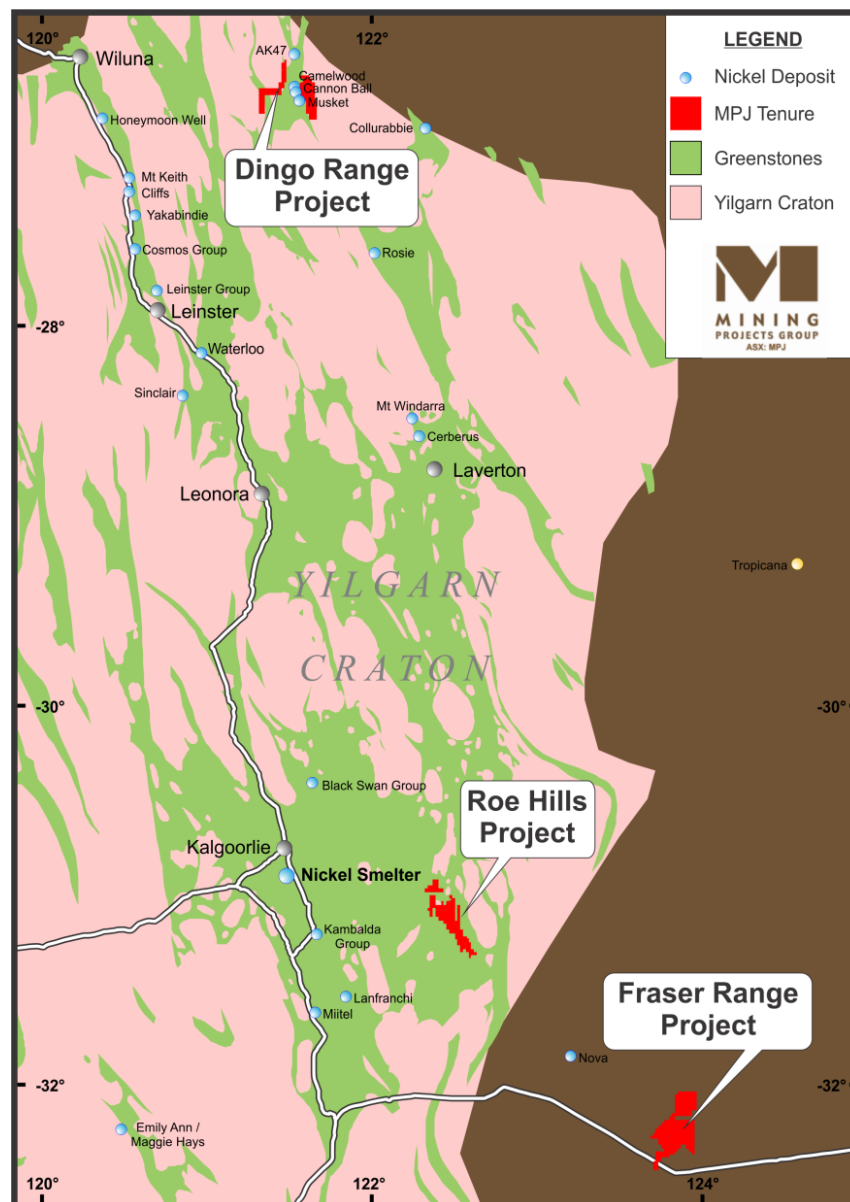 120°
122°
LEGEND
Nickel Deposit
MPJ Tenure
Greenstones
Yilgarn Craton
MINING
PROJECTS GROUP
ASX: MPJ
Wiluna
AK47
Camelwood
Cannon Ball
Musket
Honeymoon Well
Collurabbie
Dingo Range
Project
Mt Keith
Cliffs
Yakabindie
Cosmos Group
Rosie
Leinster Group
Leinster
-28°
Waterloo
Sinclair
Mt Windarra
Cerberus
Laverton
Leonora
Tropicana
YILGARN
CRATON
-30°
-30°
Black Swan Group
Roe Hills
Project
Kalgoorlie
Nickel Smelter
Kambalda
Group
Lanfranchi
Miitel
Fraser Range
Project
Nova
-32°
-32°
Emily Ann /
Maggie Hays
120°
122°
124°